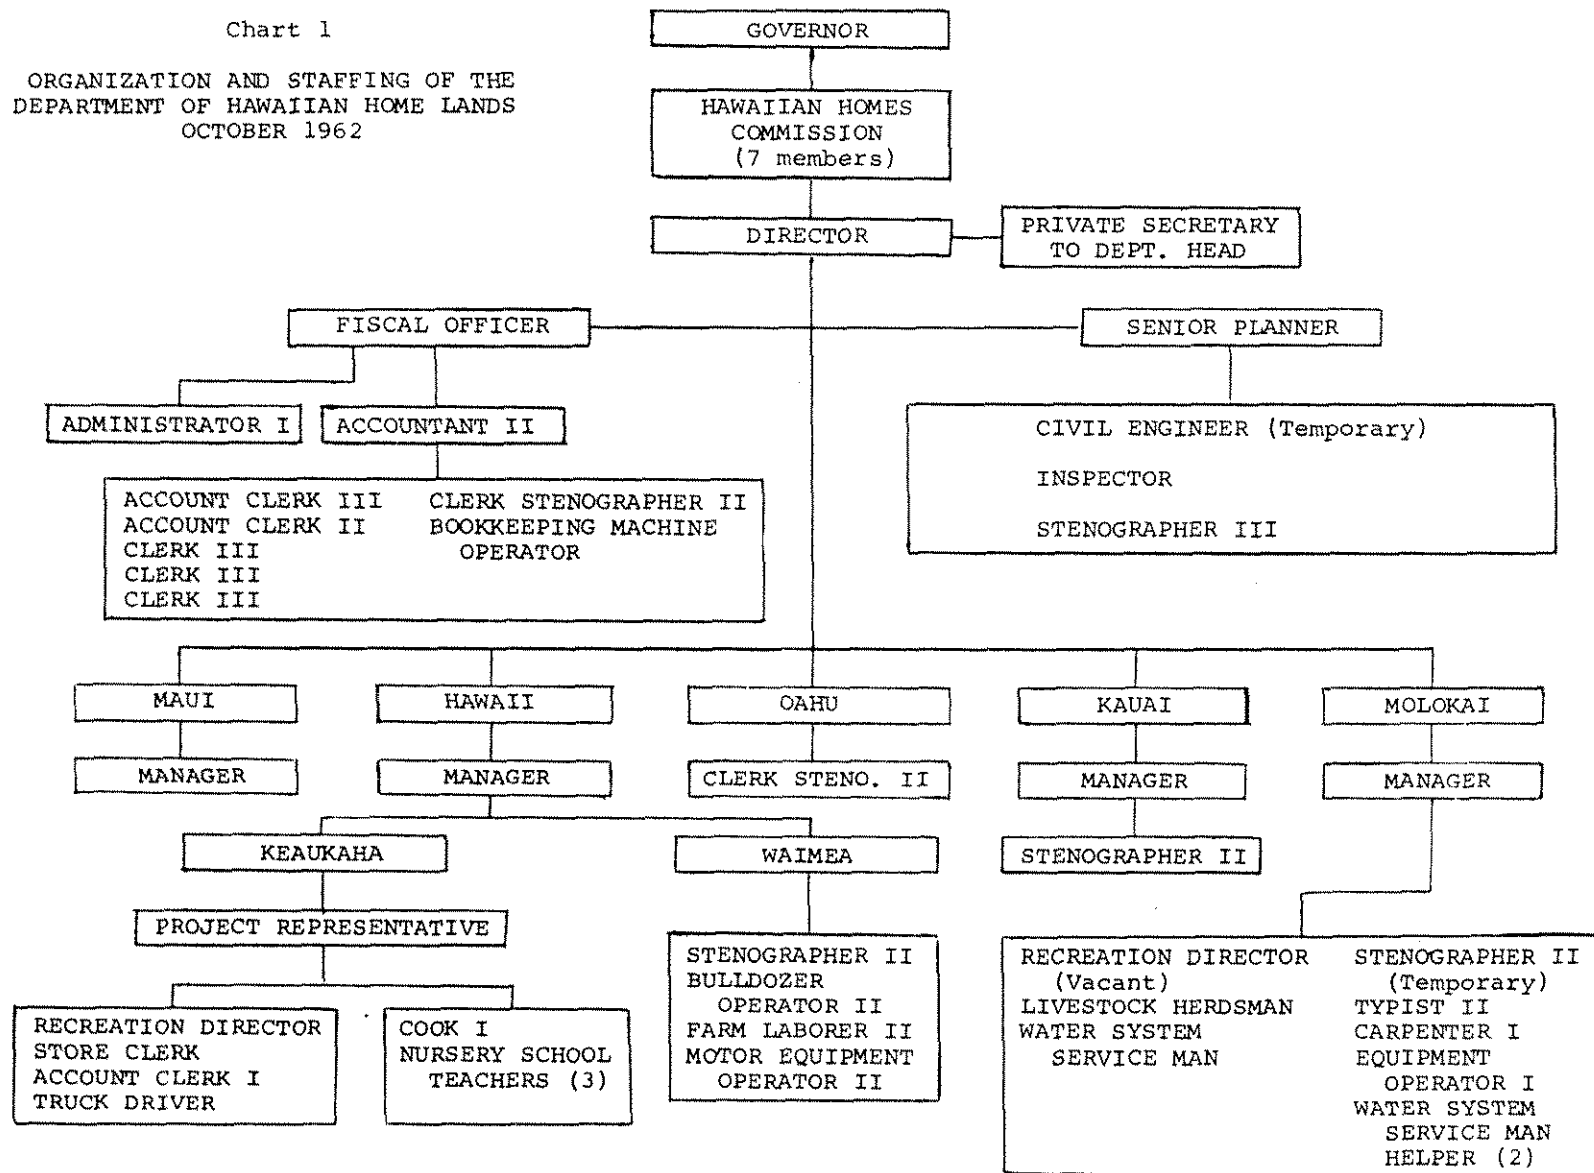 Chart 1
ORGANIZATION AND STAFFING OF THE
DEPARTMENT OF HAWAIIAN HOME LANDS
OCTOBER 1962
GOVERNOR
HAWAIIAN HOMES
COMMISSION
(7 members)
DIRECTOR
PRIVATE SECRETARY
TO DEPT. HEAD
FISCAL OFFICER
SENIOR PLANNER
ADMINISTRATOR I
ACCOUNTANT II
CIVIL ENGINEER (Temporary)
INSPECTOR
STENOGRAPHER III
ACCOUNT CLERK III
ACCOUNT CLERK II
CLERK III
CLERK III
CLERK III
CLERK STENOGRAPHER II
BOOKKEEPING MACHINE
OPERATOR
MAUI
HAWAII
OAHU
KAUAI
MOLOKAI
MANAGER
MANAGER
CLERK STENO. II
MANAGER
MANAGER
KEAUKAHA
WAIMEA
STENOGRAPHER II
PROJECT REPRESENTATIVE
RECREATION DIRECTOR
STORE CLERK
ACCOUNT CLERK I
TRUCK DRIVER
COOK I
NURSERY SCHOOL
TEACHERS (3)
STENOGRAPHER II
BULLDOZER
OPERATOR II
FARM LABORER II
MOTOR EQUIPMENT
OPERATOR II
RECREATION DIRECTOR
(Vacant)
LIVESTOCK HERDSMAN
WATER SYSTEM
SERVICE MAN
STENOGRAPHER II
(Temporary)
TYPIST II
CARPENTER I
EQUIPMENT
OPERATOR I
WATER SYSTEM
SERVICE MAN
HELPER (2)